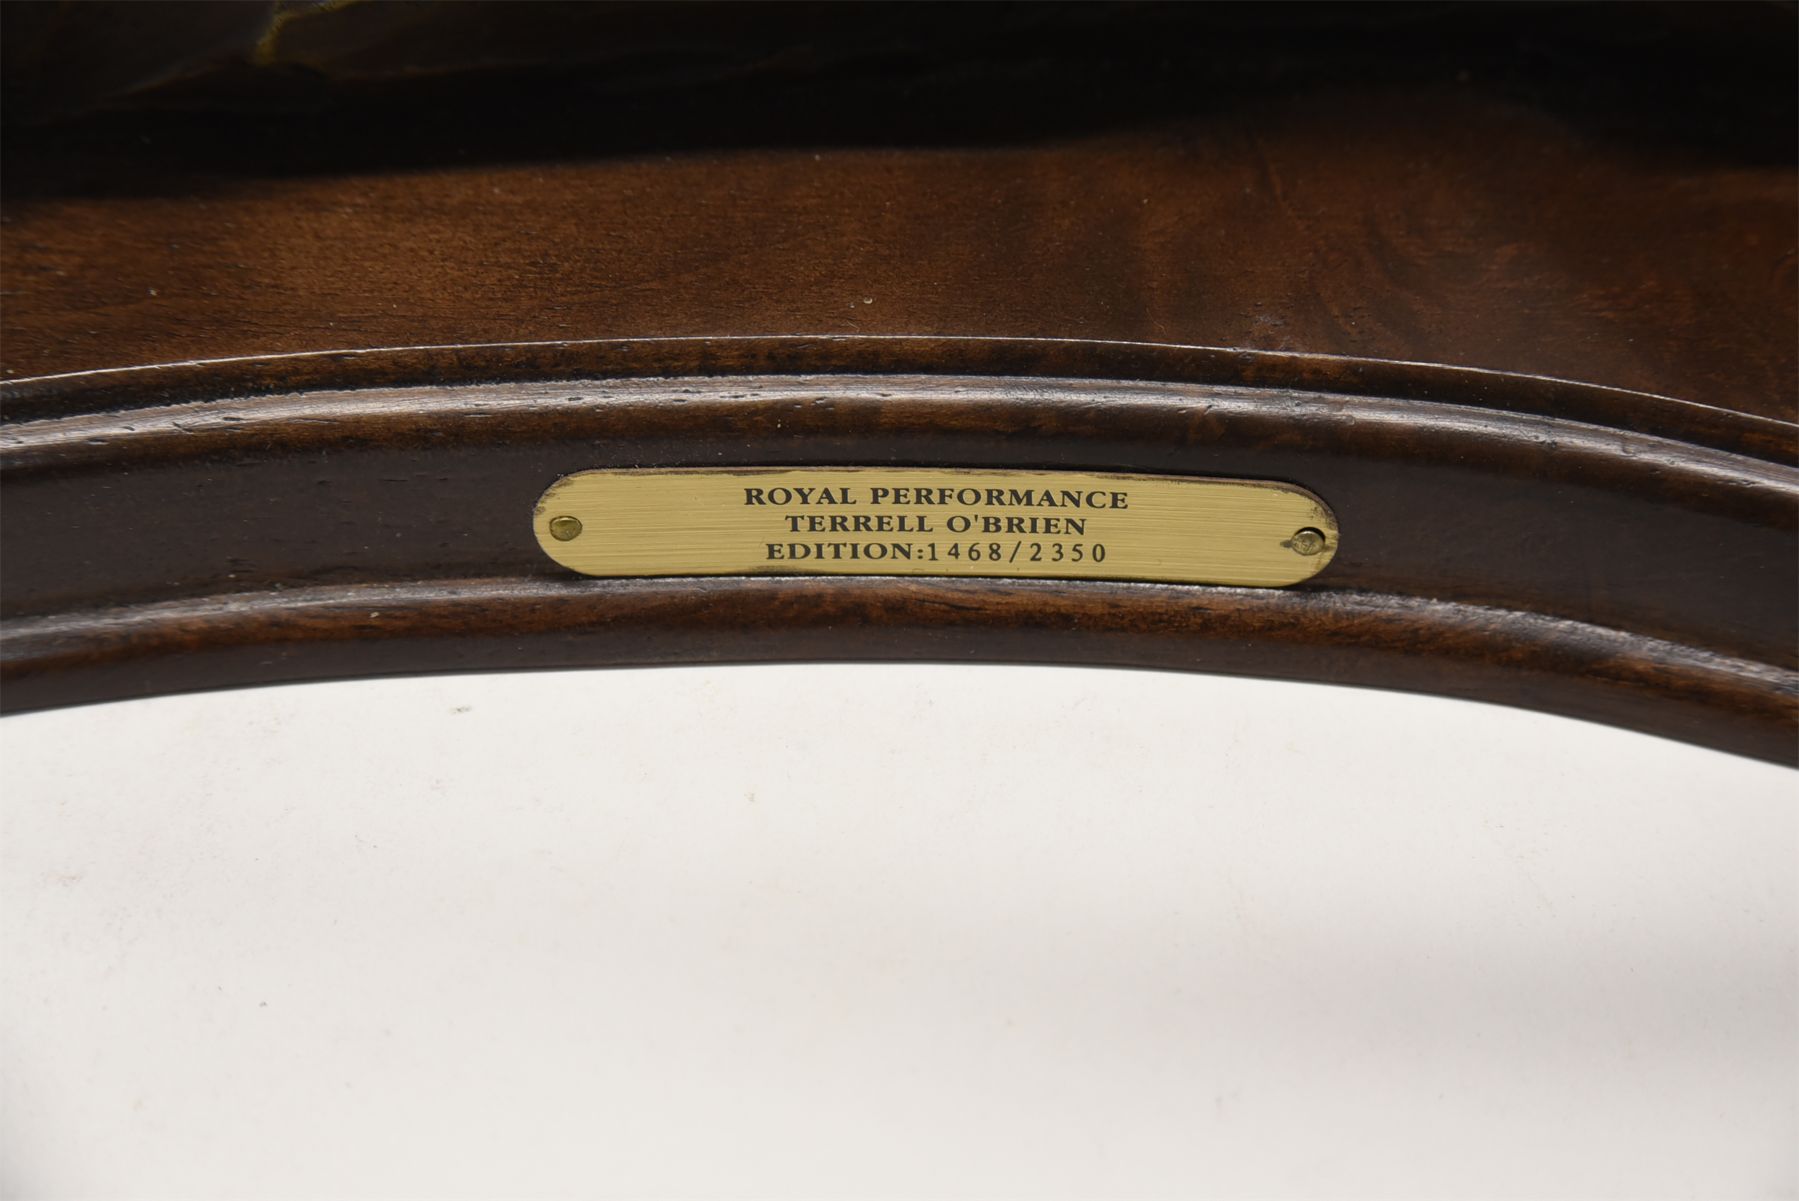 ROYAL PERFORMANCE
TERRELL O'BRIEN
EDITION:1468/2350